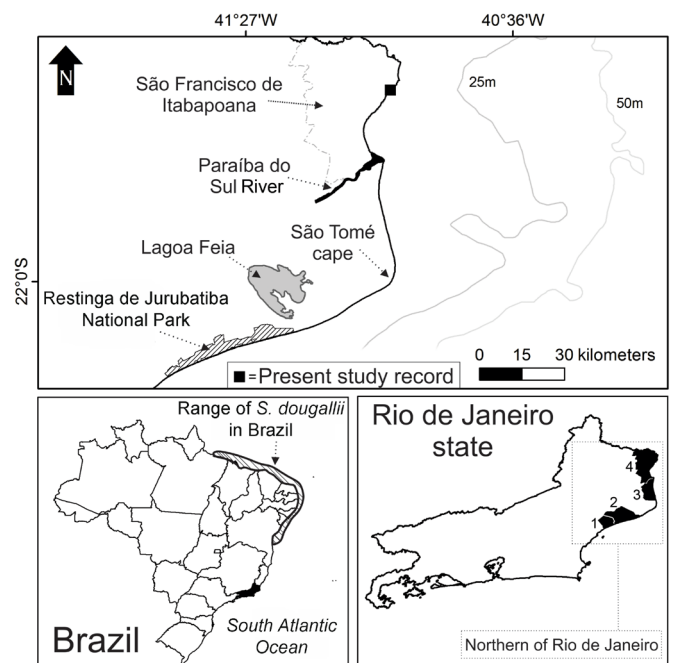 41°27'W
40°36'W
N
25m
50m
São Francisco de
Itabapoana
Paraíba do
Sul River
São Tomé
cape
Lagoa Feia
22°0'S
Restinga de Jurubatiba
National Park
=Present study record
0 15 30 kilometers
Range of S. dougallii
in Brazil
Brazil
South Atlantic
Ocean
Rio de Janeiro
state
4
3
2
1
Northern of Rio de Janeiro